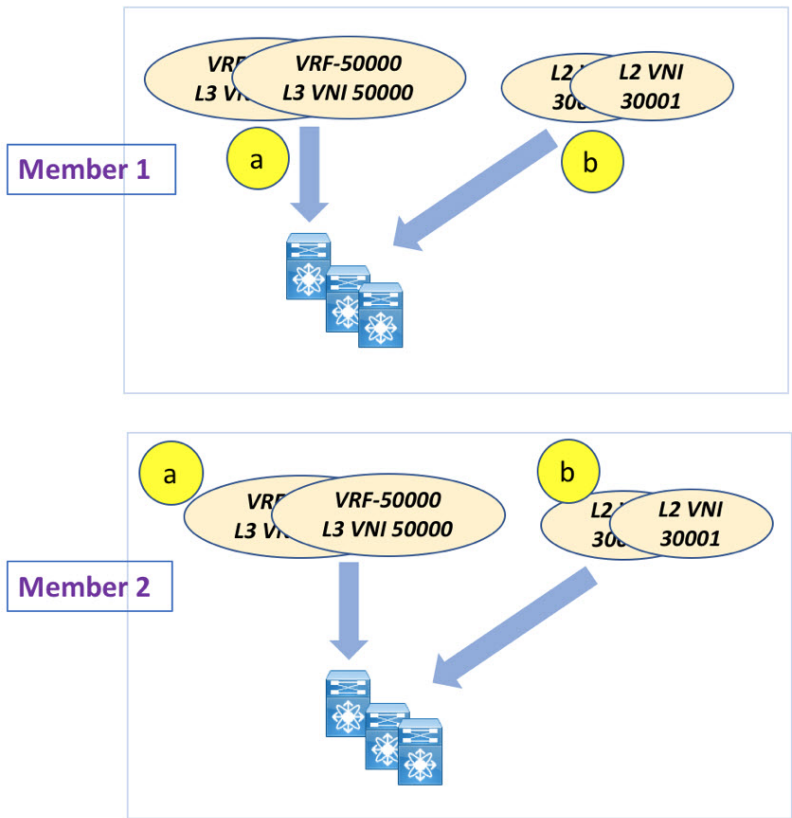 VRF-50000
L3 VNI 50000
L2 VNI
30001
a
b
Member 1
a
b
VRF-50000
L3 VNI 50000
L2 VNI
30001
Member 2